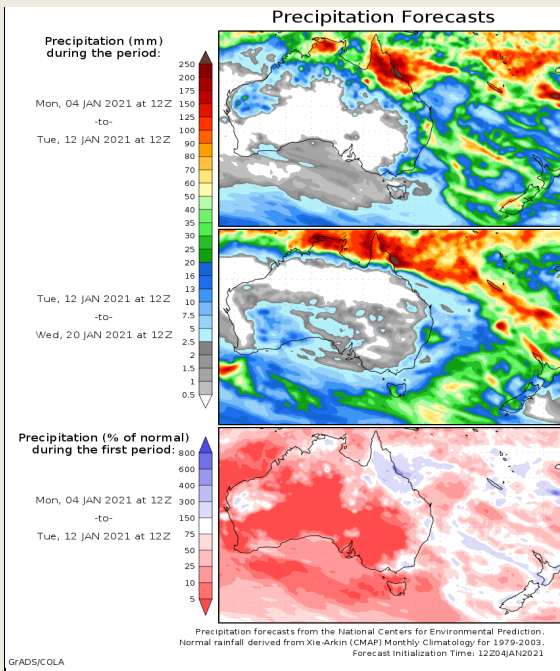 Precipitation Forecasts
Precipitation (mm)
during the period:
Mon, 04 JAN 2021 at 12Z
-to-
Tue, 12 JAN 2021 at 12Z
250
200
175
150
125
100
90
80
70
60
50
40
35
30
25
20
16
13
10
7.5
5
2.5
2
1.5
1
0.5
Tue, 12 JAN 2021 at 12Z
-to-
Wed, 20 JAN 2021 at 12Z
Precipitation (% of normal)
during the first period:
Mon, 04 JAN 2021 at 12Z
-to-
Tue, 12 JAN 2021 at 12Z
800
600
400
300
150
75
50
25
10
5
Precipitation forecasts from the National Centers for Environmental Prediction.
Normal rainfall derived from Xie-Arkin (CMAP) Monthly Climatology for 1979-2003.
Forecast Initialization Time: 12Z04JAN2021
GrADS/COLA